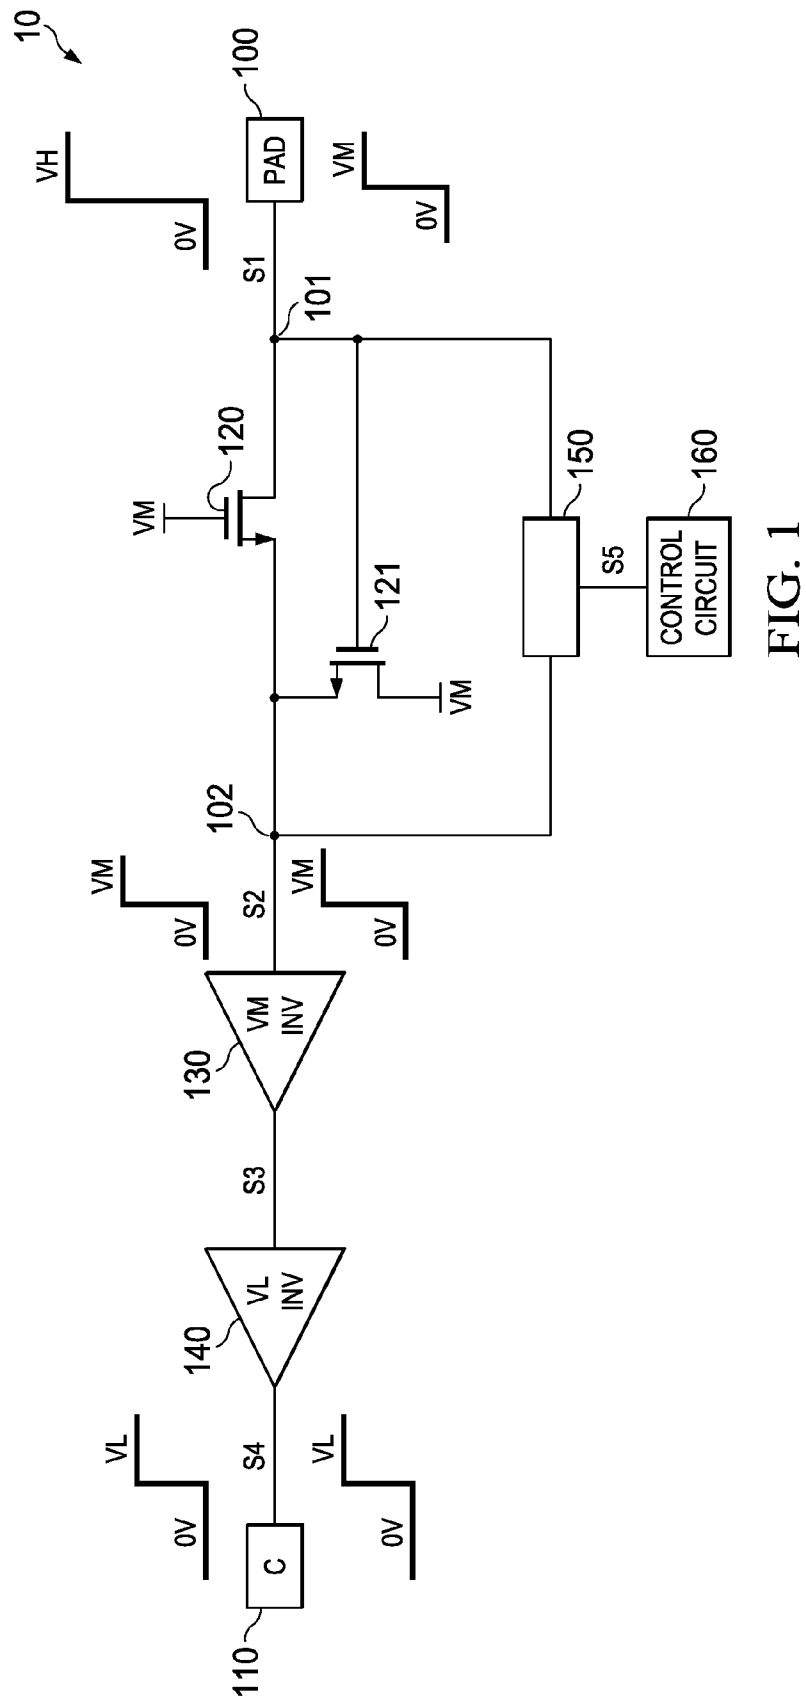 10
VH
0V
100
PAD
VM
0V
S1
101
120
VM
121
VM
150
S5
160
CONTROL
CIRCUIT
102
VM
0V
S2
VM
0V
130
VM
INV
S3
140
VL
INV
VL
0V
S4
VL
0V
110
C
FIG. 1